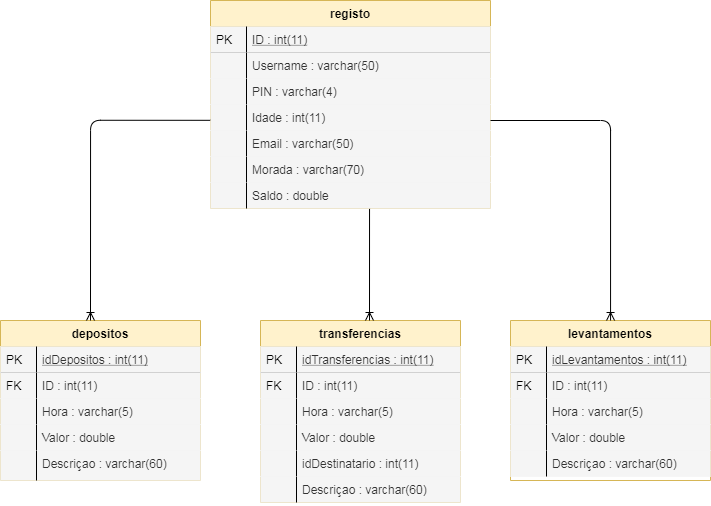 registo
PK ID : int(11)
Username : varchar(50)
PIN : varchar(4)
Idade : int(11)
Email : varchar(50)
Morada : varchar(70)
Saldo : double
depositos
PK idDepositos : int(11)
FK ID : int(11)
Hora : varchar(5)
Valor : double
Descriçao : varchar(60)
transferencias
PK idTransferencias : int(11)
FK ID : int(11)
Hora : varchar(5)
Valor : double
idDestinatario : int(11)
Descriçao : varchar(60)
levantamentos
PK idLevantamentos : int(11)
FK ID : int(11)
Hora : varchar(5)
Valor : double
Descriçao : varchar(60)